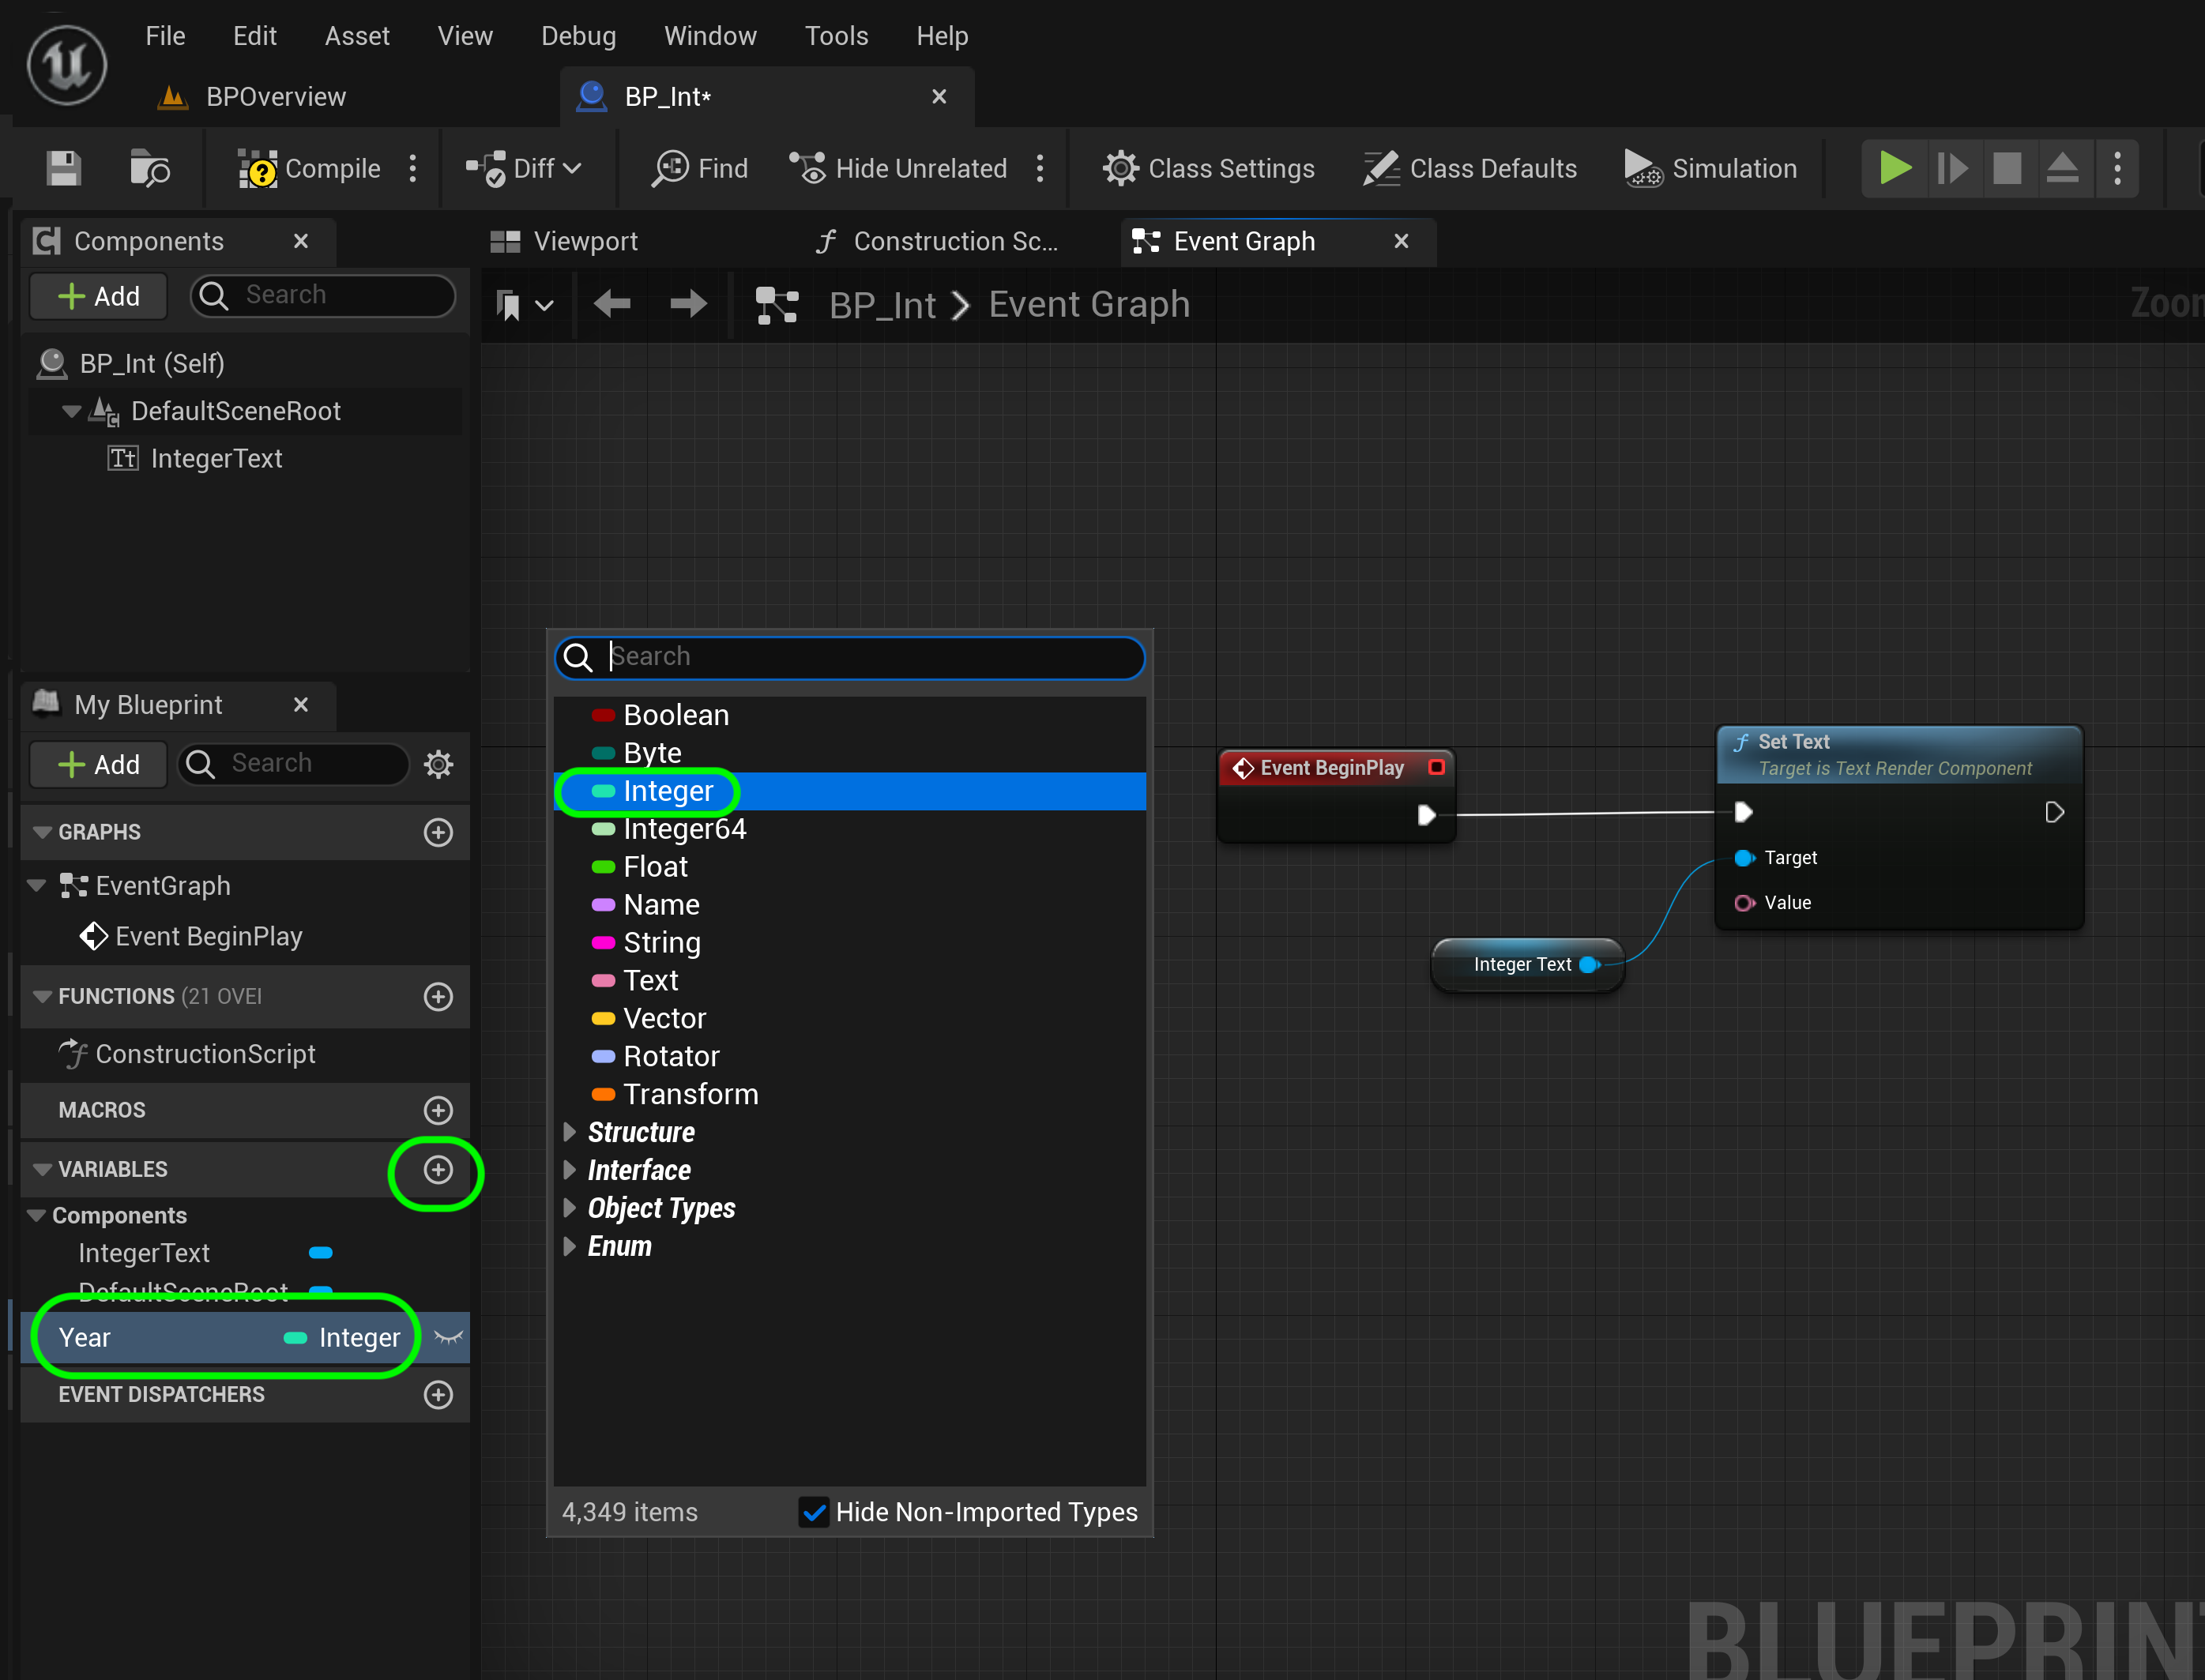 File Edit Asset View Debug Window Tools Help
BPOverview BP_Int*
Compile Diff Find Hide Unrelated Class Settings Class Defaults Simulation
Components Viewport Construction Sc... Event Graph
Add Search BP_Int > Event Graph Zoom
BP_Int (Self)
DefaultSceneRoot
Tt IntegerText
Search
My Blueprint
Add Search
GRAPHS
EventGraph
Event BeginPlay
FUNCTIONS (21 OVEI
ConstructionScript
MACROS
VARIABLES
Components
IntegerText
DefaultSceneRoot
Year Integer
EVENT DISPATCHERS
Boolean
Byte
Integer
Integer64
Float
Name
String
Text
Vector
Rotator
Transform
Structure
Interface
Object Types
Enum
4,349 items Hide Non-Imported Types
Event BeginPlay
f Set Text
Target is Text Render Component
Target
Value
Integer Text
BLUEPRINT